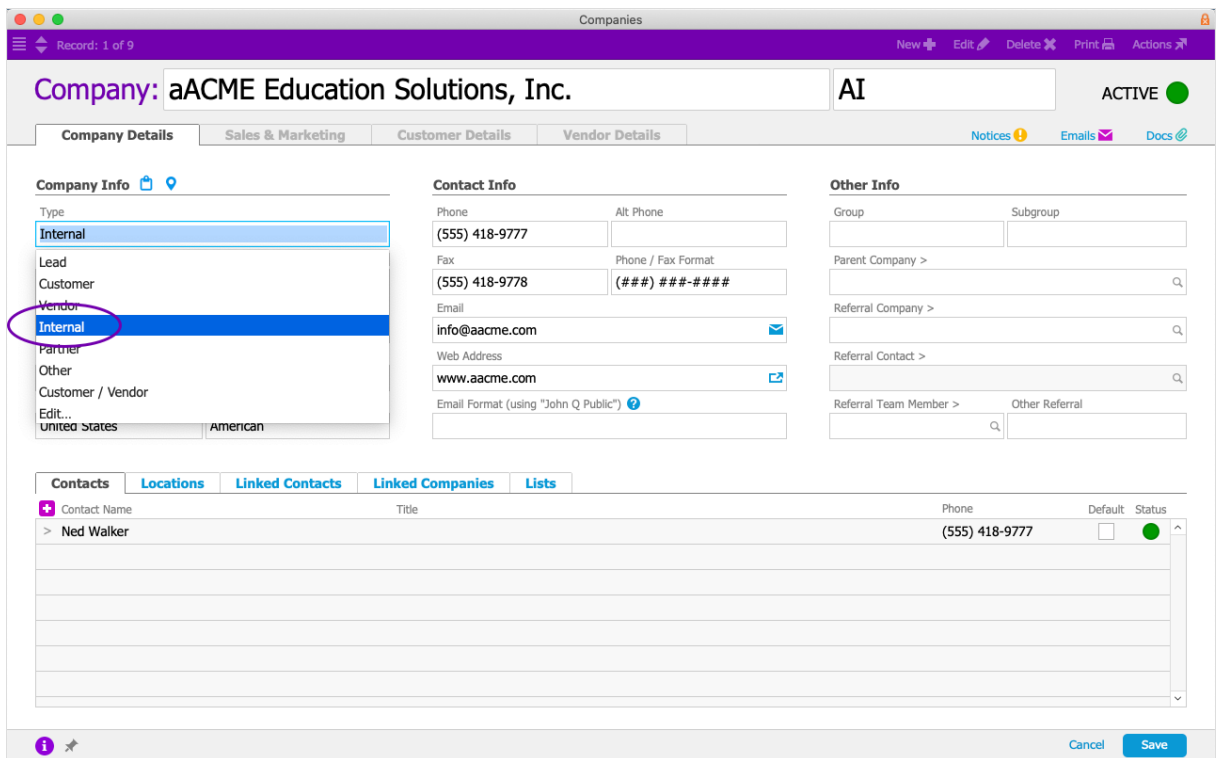 Companies
Record: 1 of 9 New Edit Delete Print Actions
Company: aACME Education Solutions, Inc. AI ACTIVE
Company Details Sales & Marketing Customer Details Vendor Details Notices Emails Docs
Company Info Contact Info Other Info
Type Phone Alt Phone Group Subgroup
Internal (555) 418-9777
Lead Fax Phone / Fax Format Parent Company >
Customer (555) 418-9778 (###) ###-####
Vendor Email Referral Company >
Internal info@aacme.com
Partner Web Address Referral Contact >
Other www.aacme.com
Customer / Vendor Email Format (using "John Q Public") ? Referral Team Member > Other Referral
Edit...
United States American
Contacts Locations Linked Contacts Linked Companies Lists
Contact Name Title Phone Default Status
> Ned Walker (555) 418-9777
Cancel Save